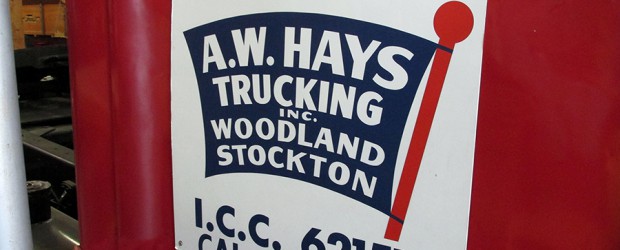 A.W. HAYS
TRUCKING
INC.
WOODLAND
STOCKTON
I.C.C.